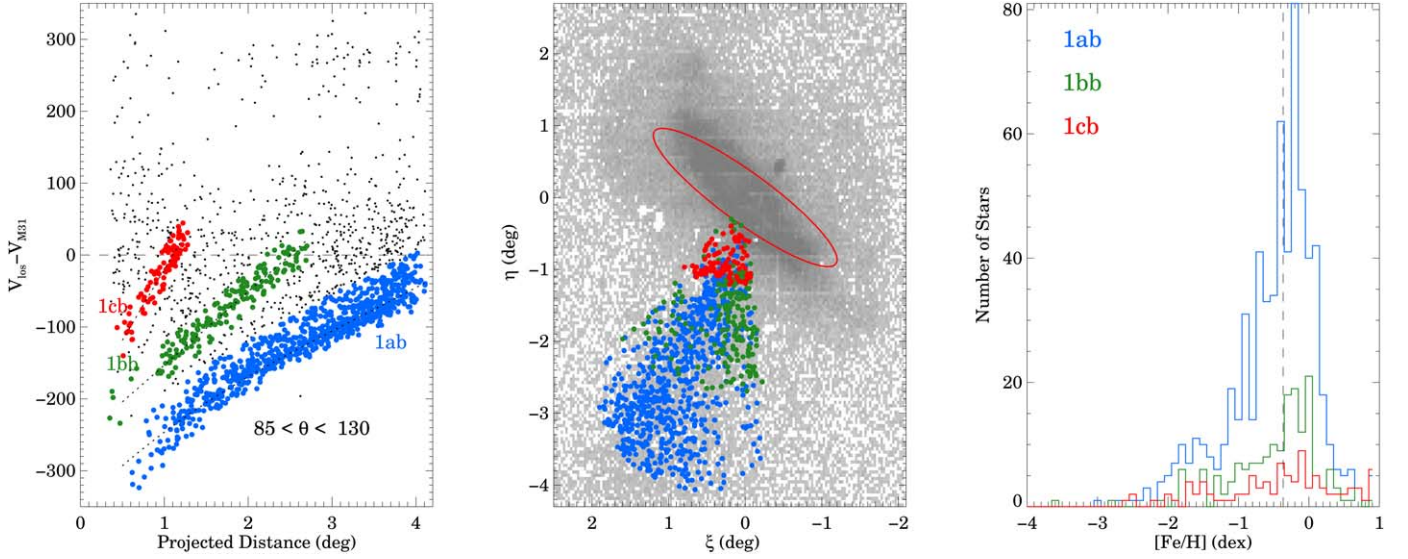 300
200
100
0
−100
−200
−300
0 1 2 3 4
V_los−V_M31
Projected Distance (deg)
1cb
1bb
1ab
85 < θ < 130
2
1
0
−1
−2
−3
−4
2 1 0 −1 −2
η (deg)
ξ (deg)
80
60
40
20
0
−4 −3 −2 −1 0 1
Number of Stars
[Fe/H] (dex)
1ab
1bb
1cb